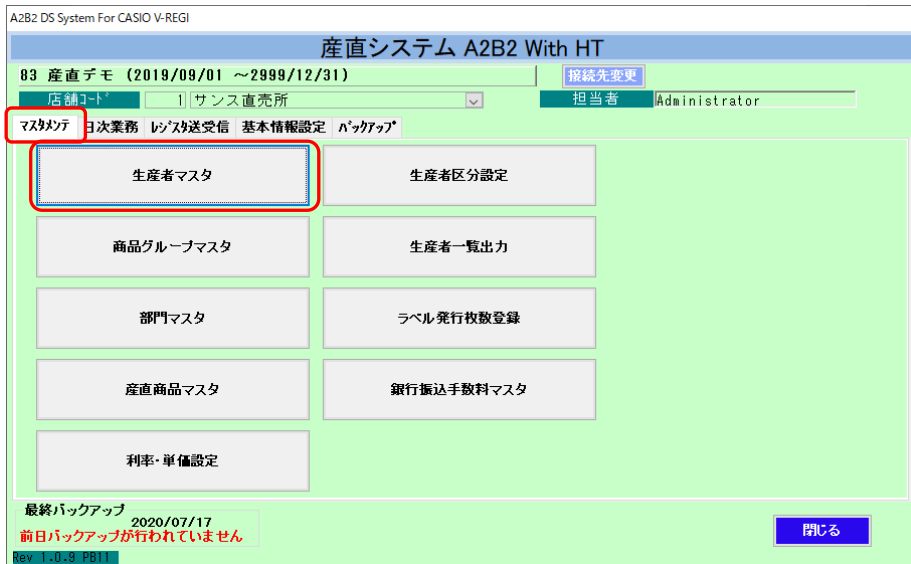 A2B2 DS System For CASIO V-REGI
産直システム A2B2 With HT
83 産直デモ (2019/09/01 ～2999/12/31) 接続先変更
店舗ｺｰﾄﾞ 1 サンス直売所 担当者 Administrator
ﾏｽﾀﾒﾝﾃ 日次業務 ﾚｼﾞｽﾀ送受信 基本情報設定 ﾊﾞｯｸｱｯﾌﾟ
生産者マスタ 生産者区分設定
商品グループマスタ 生産者一覧出力
部門マスタ ラベル発行枚数登録
産直商品マスタ 銀行振込手数料マスタ
利率・単価設定
最終バックアップ
2020/07/17
前日バックアップが行われていません 閉じる
Rev 1.0.9 PB11